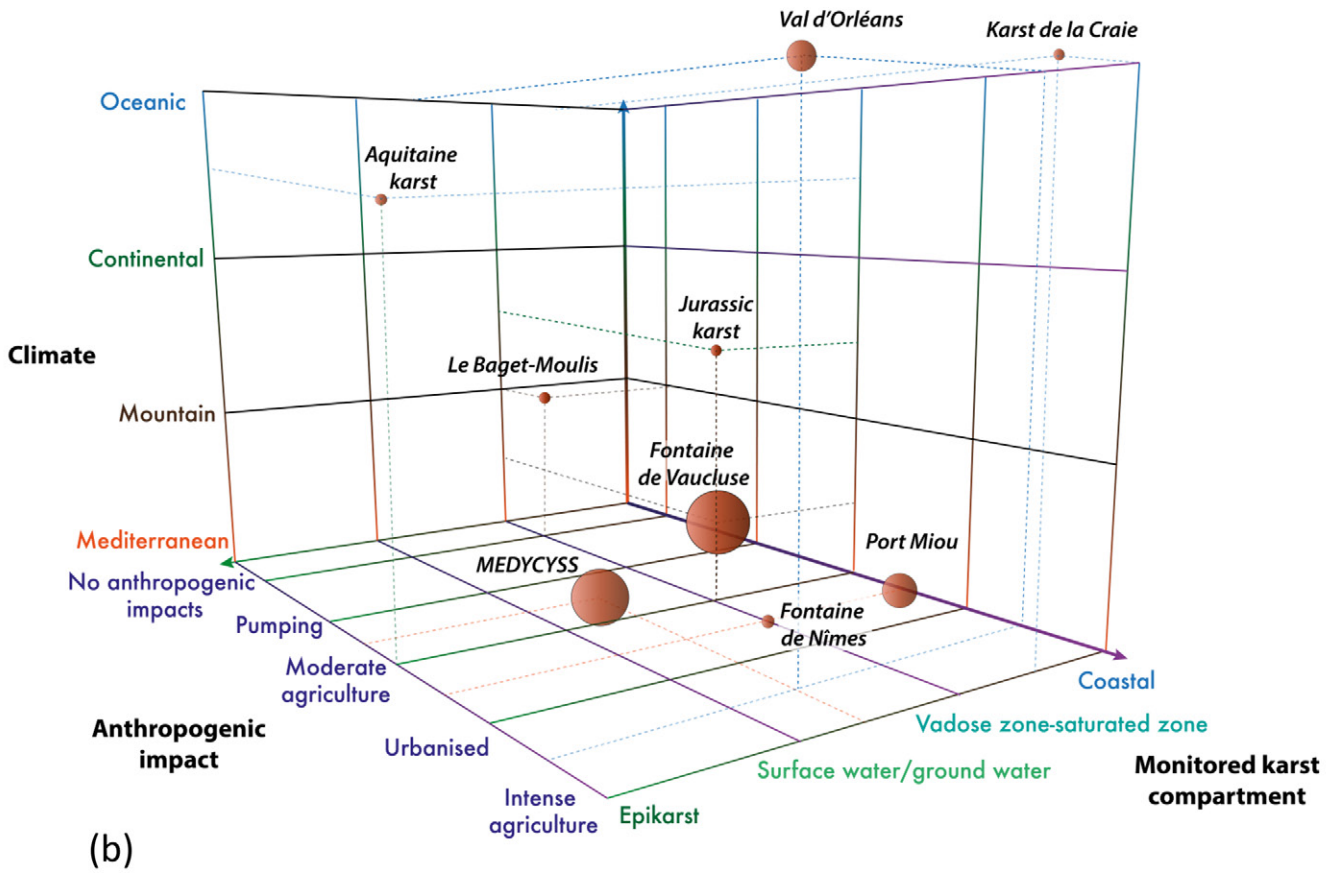 Val d’Orléans
Karst de la Craie
Oceanic
Aquitaine
karst
Continental
Jurassic
karst
Climate
Le Baget-Moulis
Mountain
Fontaine
de Vaucluse
Mediterranean
Port Miou
No anthropogenic
impacts
MEDYCYSS
Pumping
Fontaine
de Nîmes
Moderate
agriculture
Coastal
Anthropogenic
impact
Urbanised
Vadose zone-saturated zone
Surface water/ground water
Monitored karst
compartment
Intense
agriculture
Epikarst
(b)